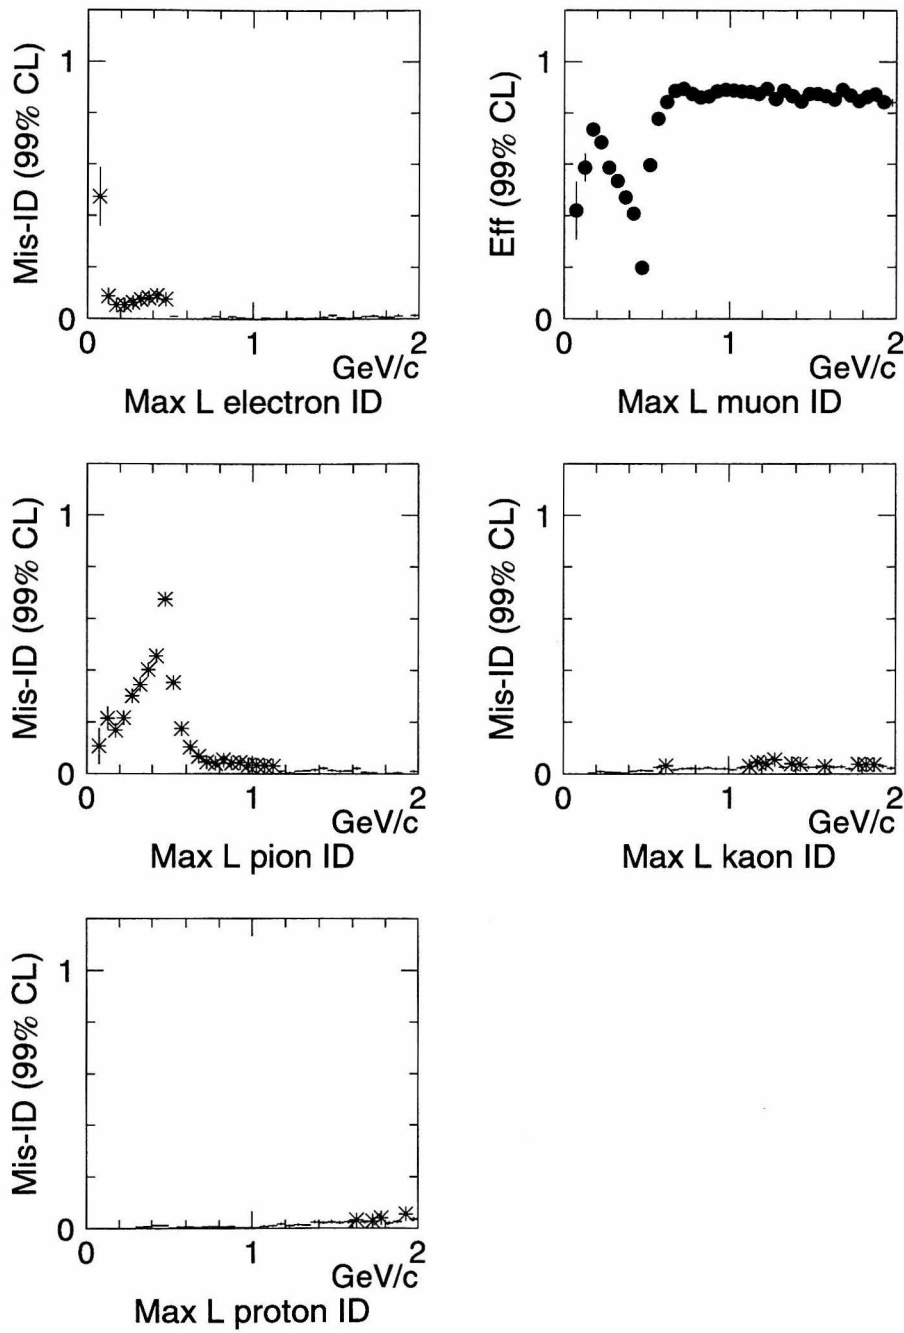 Mis-ID (99% CL)
1
0
0
1
2
GeV/c
Max L electron ID
Eff (99% CL)
1
0
0
1
2
GeV/c
Max L muon ID
Mis-ID (99% CL)
1
0
0
1
2
GeV/c
Max L pion ID
Mis-ID (99% CL)
1
0
0
1
2
GeV/c
Max L kaon ID
Mis-ID (99% CL)
1
0
0
1
2
GeV/c
Max L proton ID